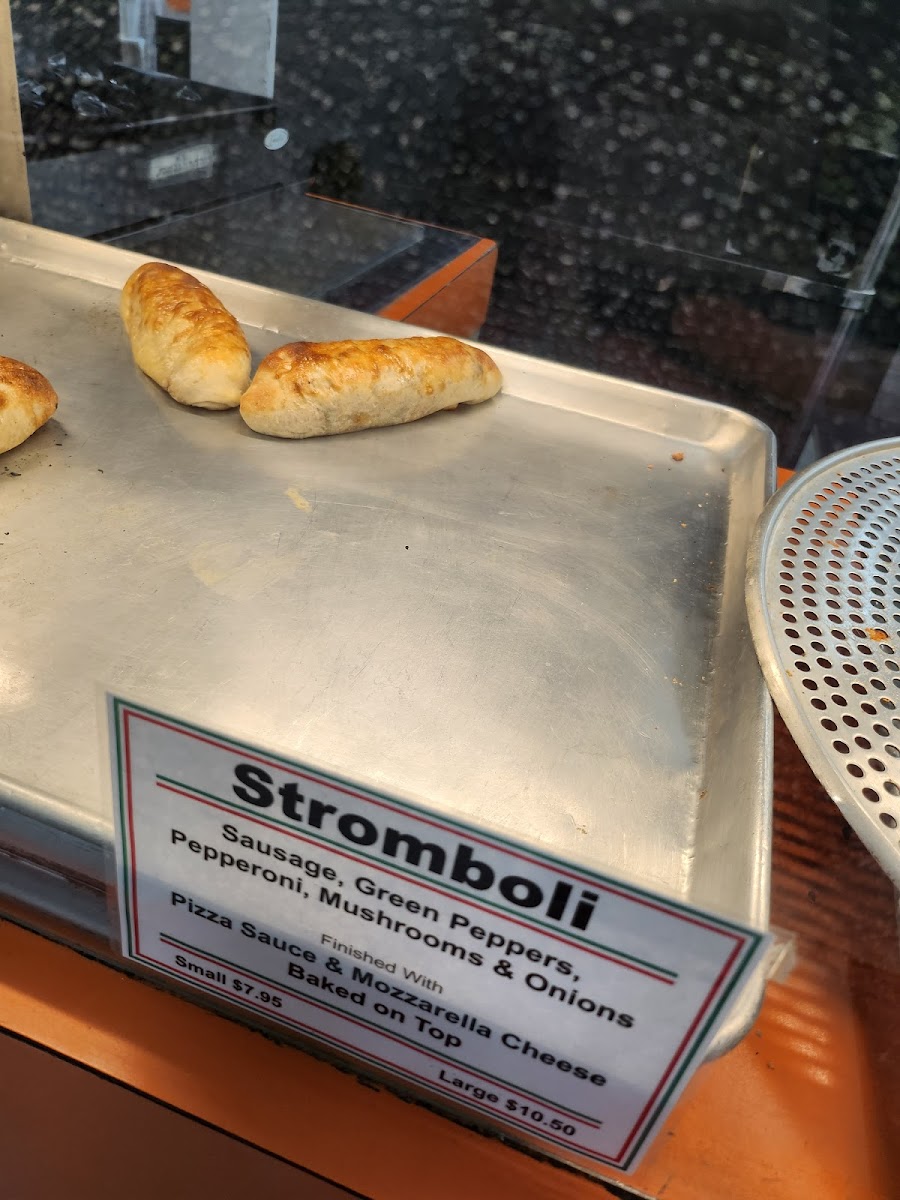 Stromboli
Sausage, Green Peppers,
Pepperoni, Mushrooms & Onions
Finished With
Pizza Sauce & Mozzarella Cheese
Baked on Top
Small $7.95
Large $10.50